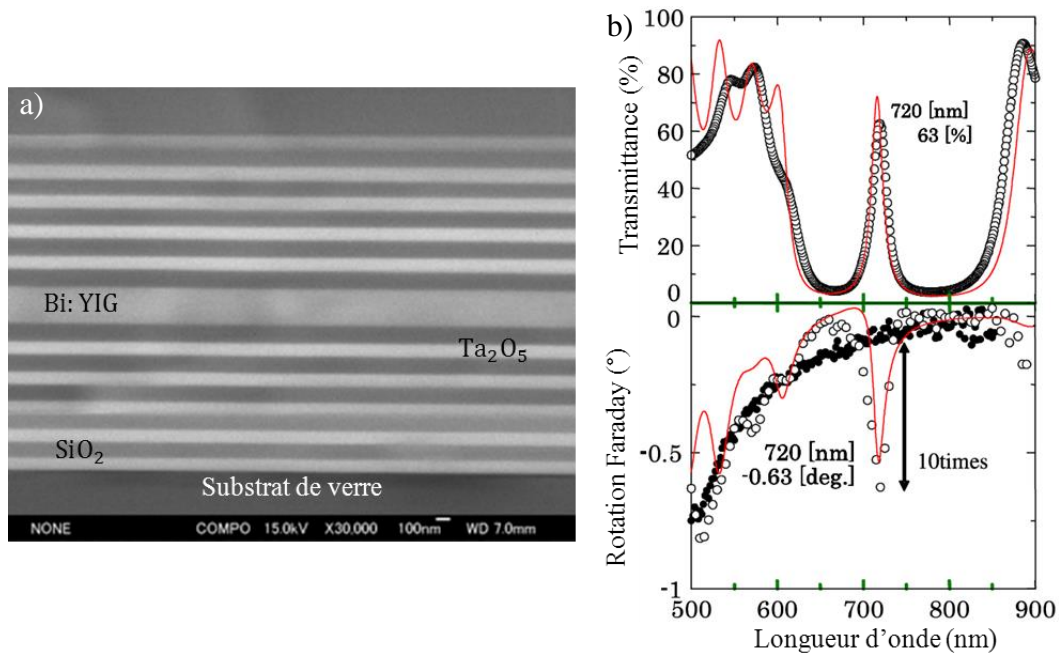 a)
Bi: YIG
Ta₂O₅
SiO₂
Substrat de verre
NONE COMPO 15.0kV X30,000 100nm WD 7.0mm
b)
Transmittance (%)
100
80
60
40
20
0
720 [nm]
63 [%]
Rotation Faraday (°)
0
-0.5
-1
720 [nm]
-0.63 [deg.]
10times
500 600 700 800 900
Longueur d’onde (nm)